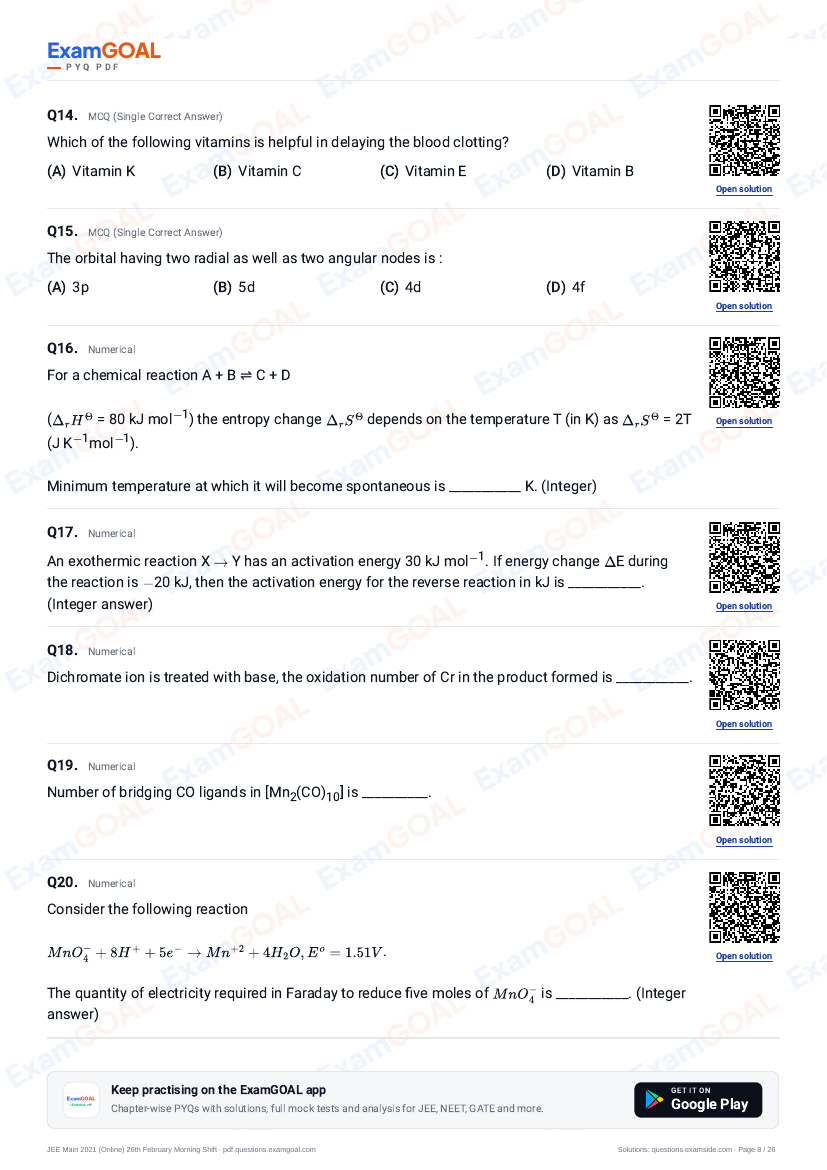 ExamGOAL
PYQ PDF
Q14. MCQ (Single Correct Answer)
Which of the following vitamins is helpful in delaying the blood clotting?
(A) Vitamin K (B) Vitamin C (C) Vitamin E (D) Vitamin B
Open solution
Q15. MCQ (Single Correct Answer)
The orbital having two radial as well as two angular nodes is :
(A) 3p (B) 5d (C) 4d (D) 4f
Open solution
Q16. Numerical
For a chemical reaction A + B ⇌ C + D
(Δ_rH^⊖ = 80 kJ mol⁻¹) the entropy change Δ_rS^⊖ depends on the temperature T (in K) as Δ_rS^⊖ = 2T
(J K⁻¹mol⁻¹).
Open solution
Minimum temperature at which it will become spontaneous is __________ K. (Integer)
Q17. Numerical
An exothermic reaction X → Y has an activation energy 30 kJ mol⁻¹. If energy change ΔE during
the reaction is −20 kJ, then the activation energy for the reverse reaction in kJ is __________.
(Integer answer)
Open solution
Q18. Numerical
Dichromate ion is treated with base, the oxidation number of Cr in the product formed is __________.
Open solution
Q19. Numerical
Number of bridging CO ligands in [Mn₂(CO)₁₀] is _________.
Open solution
Q20. Numerical
Consider the following reaction
MnO₄⁻ + 8H⁺ + 5e⁻ → Mn⁺² + 4H₂O, Eᵒ = 1.51V.
Open solution
The quantity of electricity required in Faraday to reduce five moles of MnO₄⁻ is __________. (Integer
answer)
Keep practising on the ExamGOAL app
Chapter-wise PYQs with solutions, full mock tests and analysis for JEE, NEET, GATE and more.
GET IT ON
Google Play
JEE Main 2021 (Online) 26th February Morning Shift · pdf.questions.examgoal.com
Solutions: questions.examside.com · Page 8 / 26